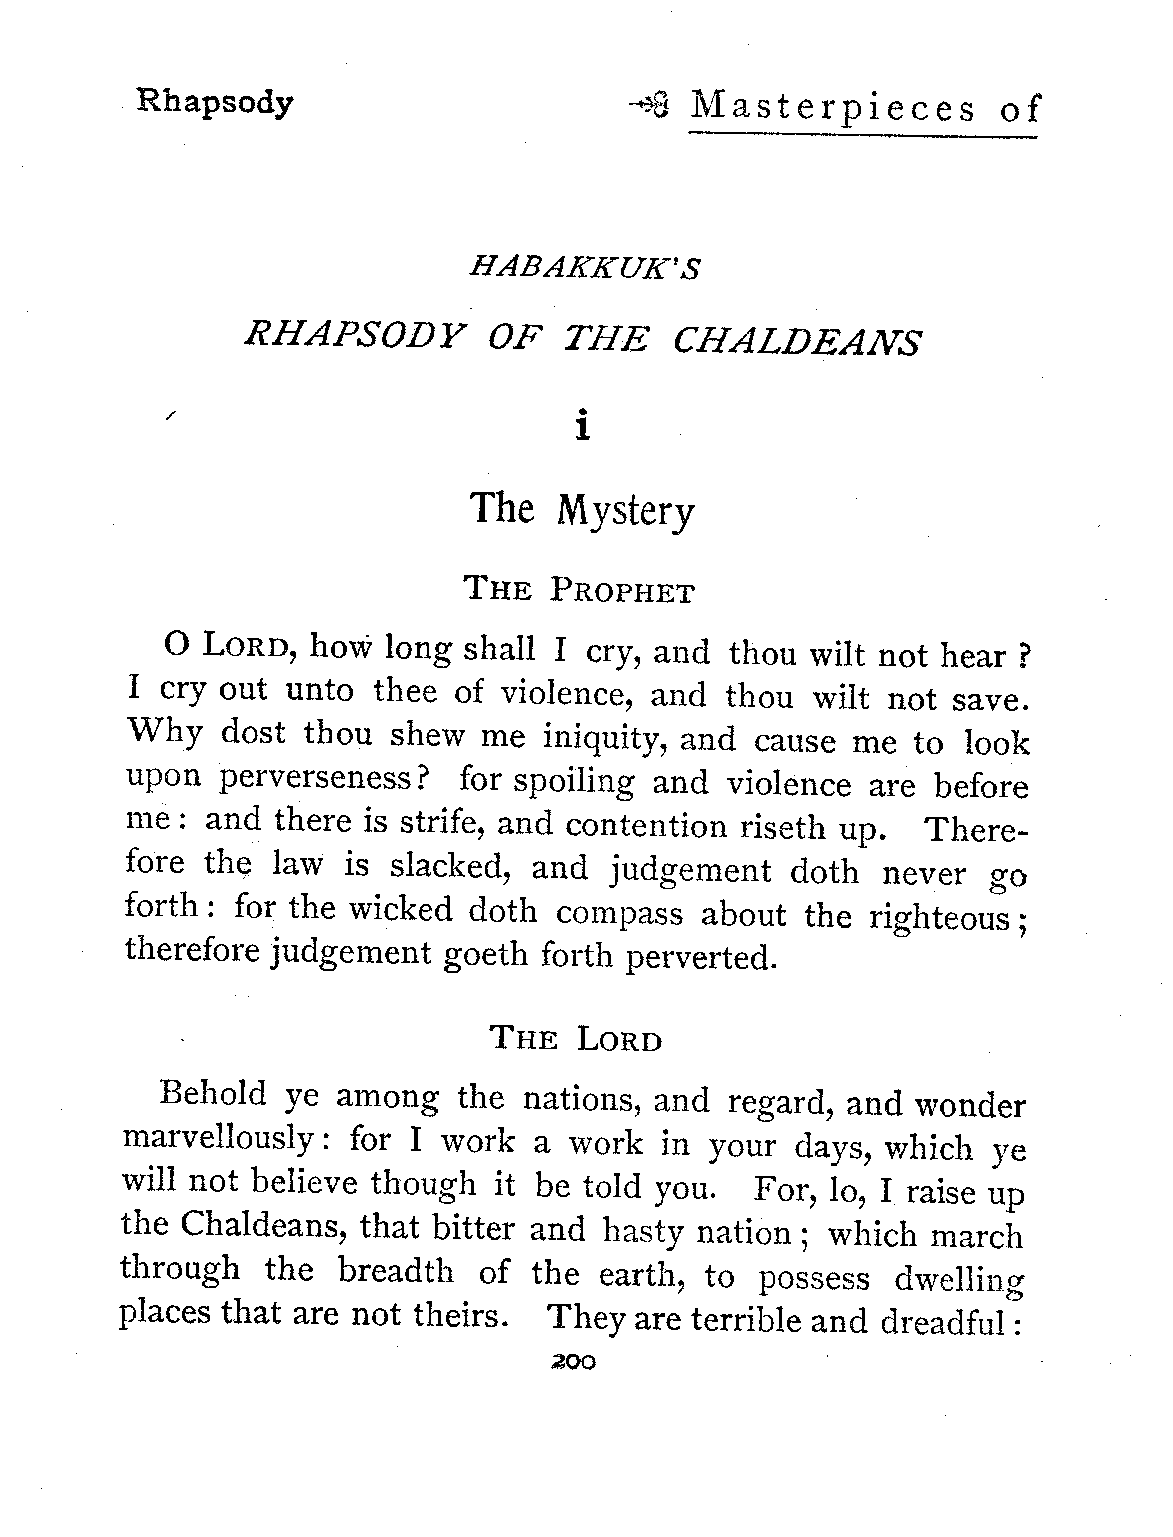 Rhapsody Masterpieces of
HABAKKUK'S
RHAPSODY OF THE CHALDEANS
i
The Mystery
THE PROPHET
O LORD, how long shall I cry, and thou wilt not hear ?
I cry out unto thee of violence, and thou wilt not save.
Why dost thou shew me iniquity, and cause me to look
upon perverseness? for spoiling and violence are before
me : and there is strife, and contention riseth up. There-
fore the law is slacked, and judgement doth never go
forth : for the wicked doth compass about the righteous ;
therefore judgement goeth forth perverted.
THE LORD
Behold ye among the nations, and regard, and wonder
marvellously : for I work a work in your days, which ye
will not believe though it be told you. For, lo, I raise up
the Chaldeans, that bitter and hasty nation ; which march
through the breadth of the earth, to possess dwelling
places that are not theirs. They are terrible and dreadful :
200